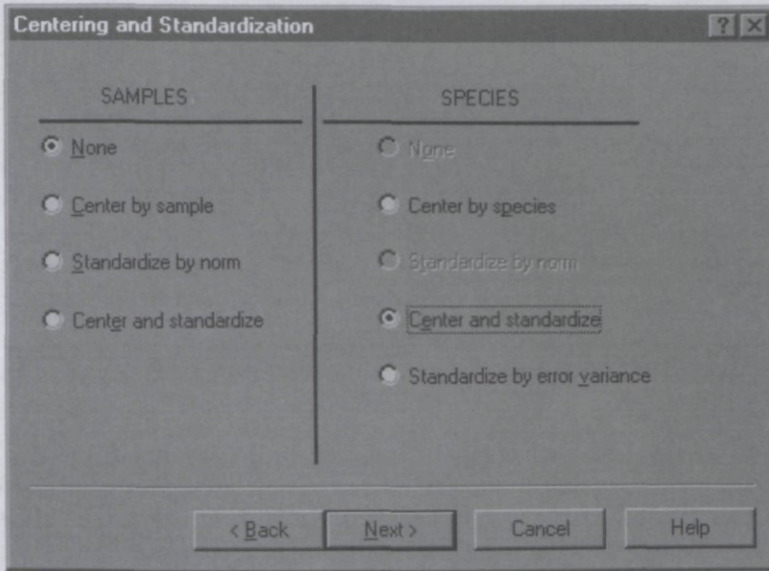 Centering and Standardization
SAMPLES
None
Center by sample
Standardize by norm
Center and standardize
SPECIES
None
Center by species
Standardize by norm
Center and standardize
Standardize by error variance
< Back
Next >
Cancel
Help